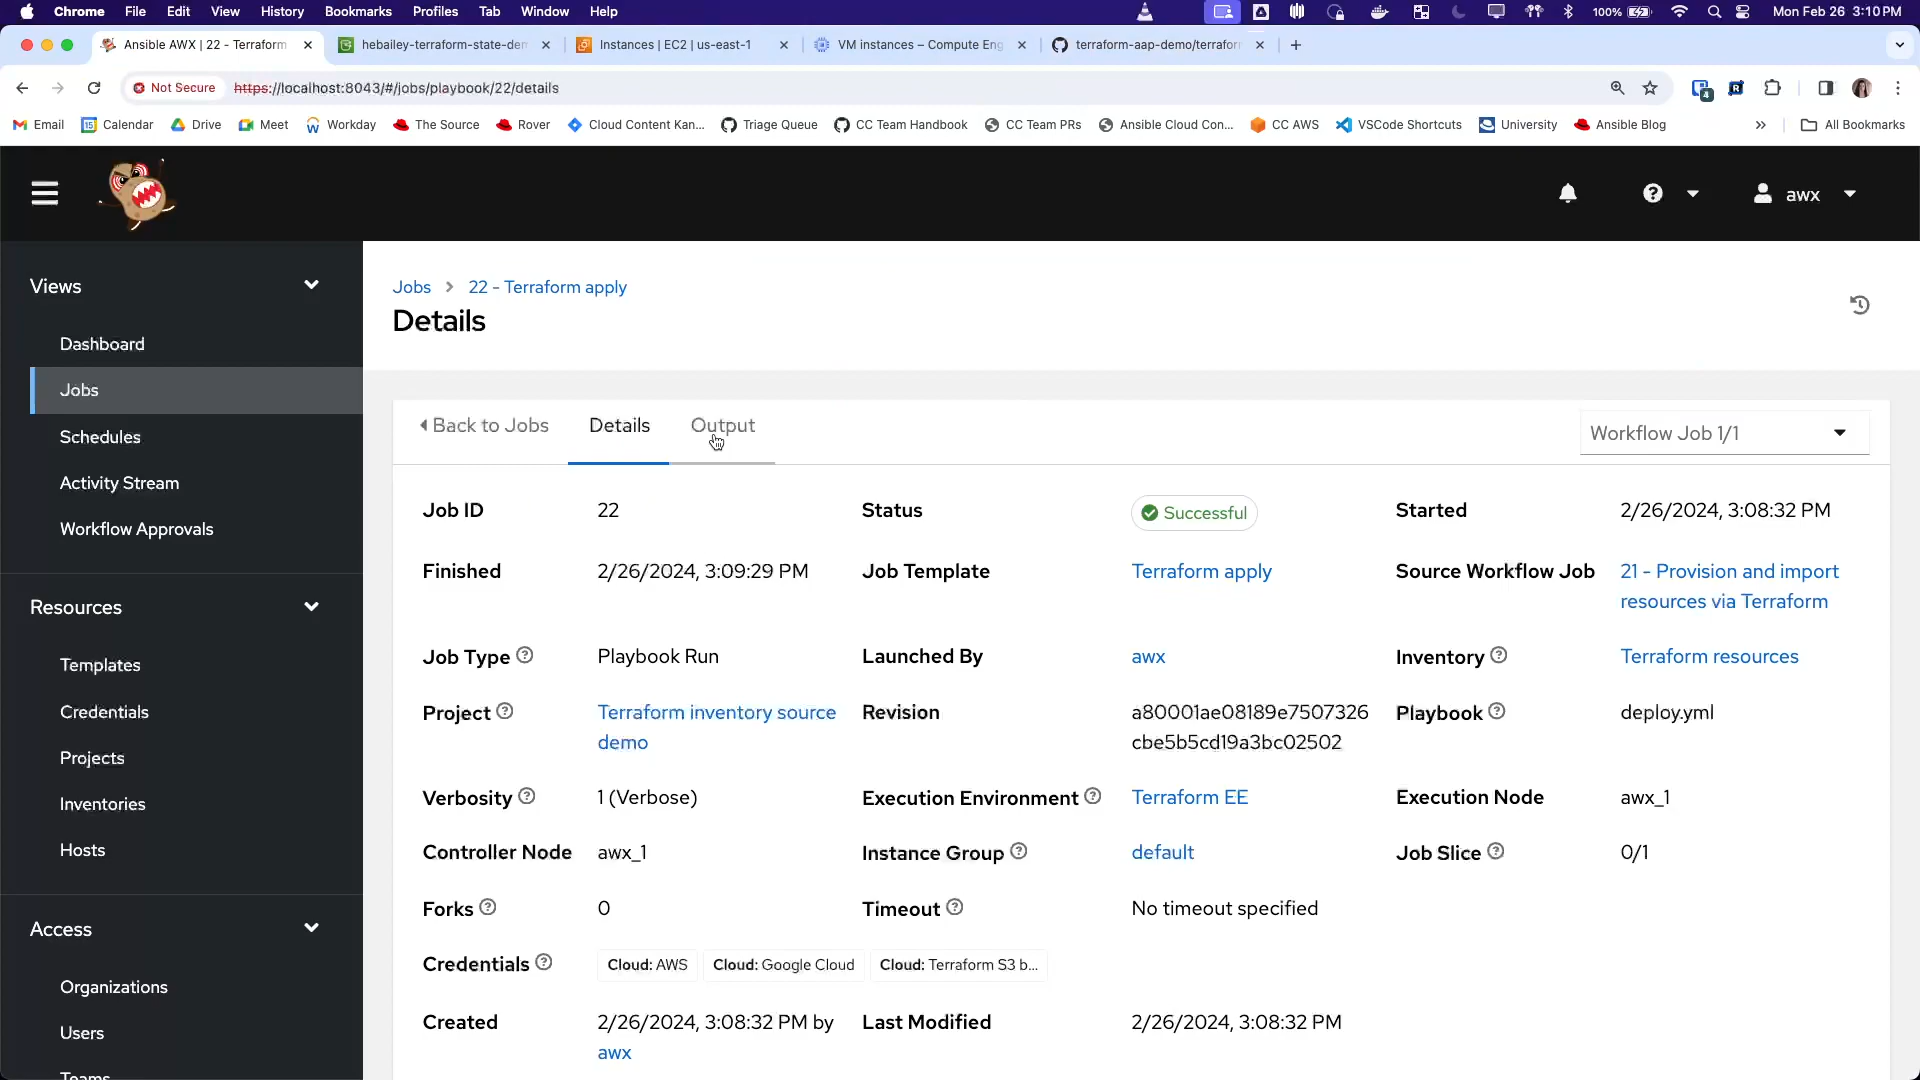 Chrome File Edit View History Bookmarks Profiles Tab Window Help 100% Mon Feb 26 3:10 PM
Ansible AWX | 22 - Terraform hebailey-terraform-state-den Instances | EC2 | us-east-1 VM instances – Compute Eng terraform-aap-demo/terrafor
Not Secure https://localhost:8043/#/jobs/playbook/22/details 4
Email Calendar Drive Meet Workday The Source Rover Cloud Content Kan... Triage Queue CC Team Handbook CC Team PRs Ansible Cloud Con... CC AWS VSCode Shortcuts University Ansible Blog » All Bookmarks
awx
Views
Dashboard
Jobs
Schedules
Activity Stream
Workflow Approvals
Resources
Templates
Credentials
Projects
Inventories
Hosts
Access
Organizations
Users
Teams
Jobs > 22 - Terraform apply
Details
Back to Jobs Details Output Workflow Job 1/1
Job ID 22 Status Successful Started 2/26/2024, 3:08:32 PM
Finished 2/26/2024, 3:09:29 PM Job Template Terraform apply Source Workflow Job 21 - Provision and import
resources via Terraform
Job Type Playbook Run Launched By awx Inventory Terraform resources
Project Terraform inventory source Revision a80001ae08189e7507326 Playbook deploy.yml
demo cbe5b5cd19a3bc02502
Verbosity 1 (Verbose) Execution Environment Terraform EE Execution Node awx_1
Controller Node awx_1 Instance Group default Job Slice 0/1
Forks 0 Timeout No timeout specified
Credentials Cloud: AWS Cloud: Google Cloud Cloud: Terraform S3 b...
Created 2/26/2024, 3:08:32 PM by Last Modified 2/26/2024, 3:08:32 PM
awx